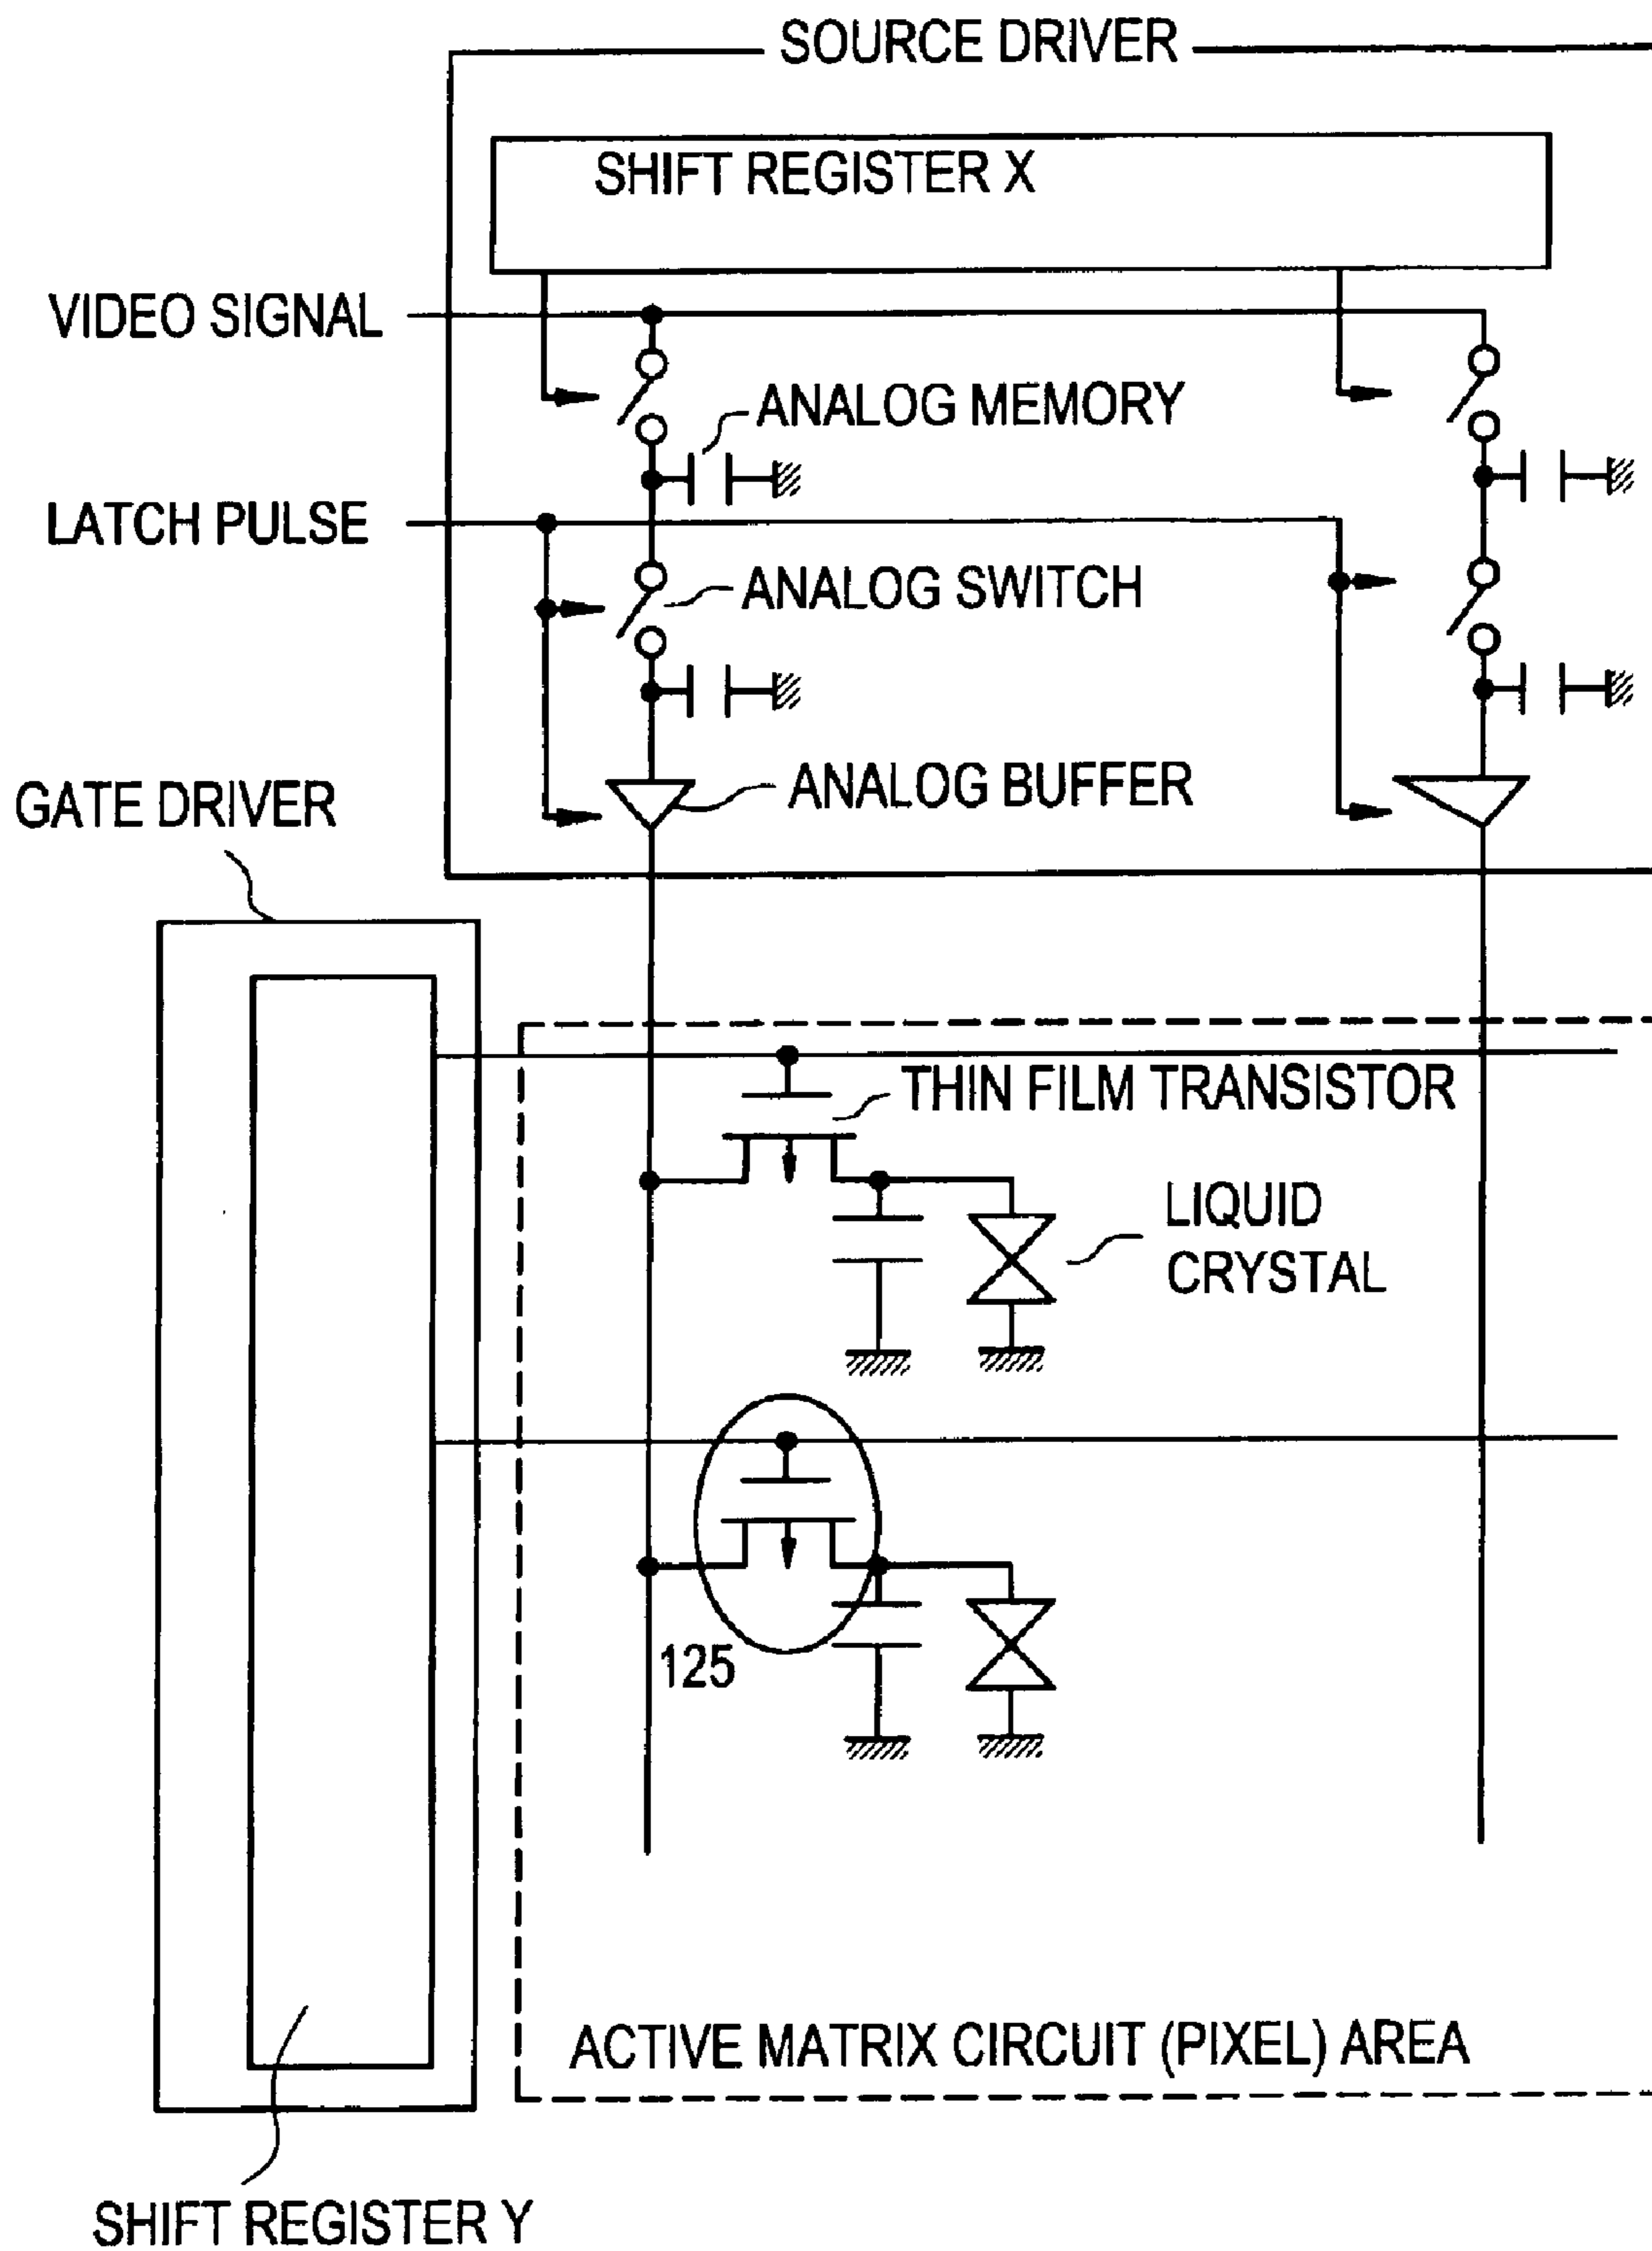 SOURCE DRIVER
SHIFT REGISTER X
VIDEO SIGNAL
ANALOG MEMORY
LATCH PULSE
ANALOG SWITCH
ANALOG BUFFER
GATE DRIVER
THIN FILM TRANSISTOR
LIQUID
CRYSTAL
125
ACTIVE MATRIX CIRCUIT (PIXEL) AREA
SHIFT REGISTER Y